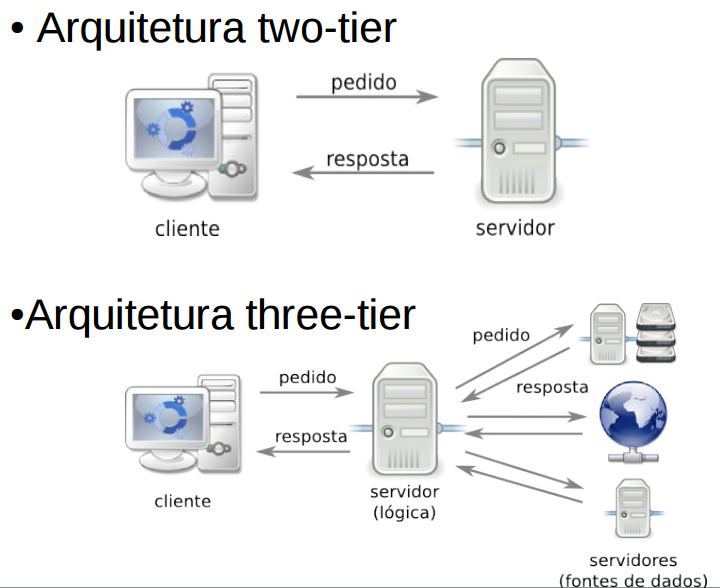 • Arquitetura two-tier
pedido
resposta
cliente
servidor
•Arquitetura three-tier
pedido
pedido
resposta
resposta
cliente
servidor
(lógica)
servidores
(fontes de dados)